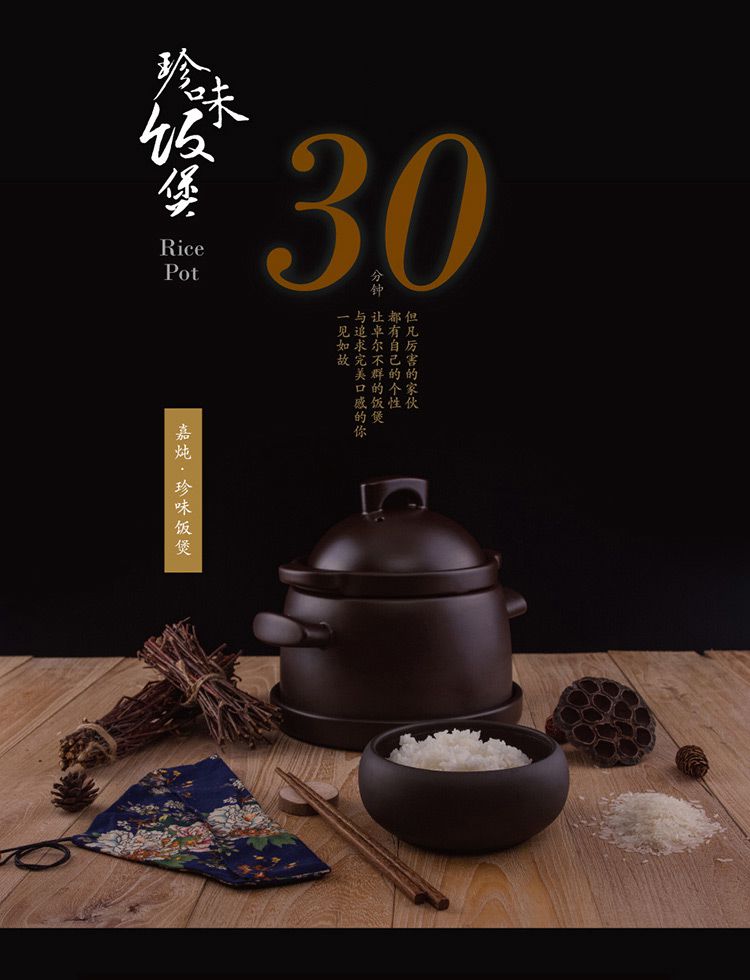 珍味饭煲
Rice
Pot
30
分钟
但凡厉害的家伙
都有自己的个性
让卓尔不群的饭煲
与追求完美口感的你
一见如故
嘉炖·珍味饭煲